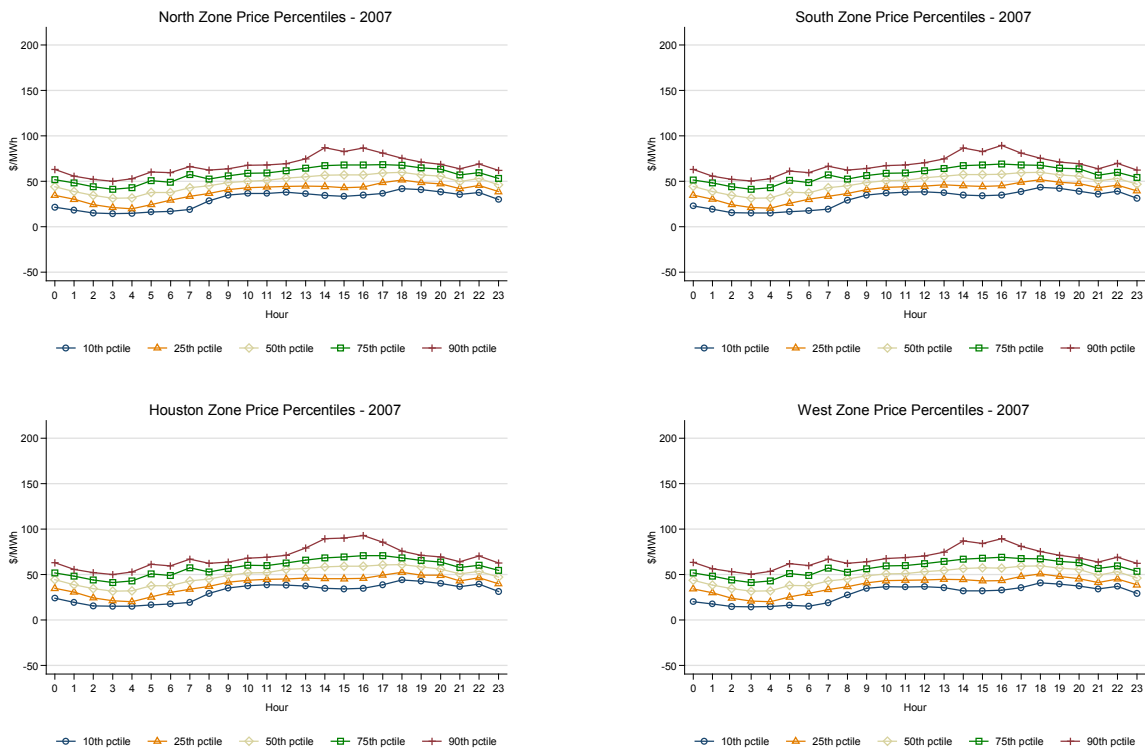 North Zone Price Percentiles - 2007
200
150
100
50
0
-50
$/MWh
0 1 2 3 4 5 6 7 8 9 10 11 12 13 14 15 16 17 18 19 20 21 22 23
Hour
10th pctile 25th pctile 50th pctile 75th pctile 90th pctile
South Zone Price Percentiles - 2007
200
150
100
50
0
-50
$/MWh
0 1 2 3 4 5 6 7 8 9 10 11 12 13 14 15 16 17 18 19 20 21 22 23
Hour
10th pctile 25th pctile 50th pctile 75th pctile 90th pctile
Houston Zone Price Percentiles - 2007
200
150
100
50
0
-50
$/MWh
0 1 2 3 4 5 6 7 8 9 10 11 12 13 14 15 16 17 18 19 20 21 22 23
Hour
10th pctile 25th pctile 50th pctile 75th pctile 90th pctile
West Zone Price Percentiles - 2007
200
150
100
50
0
-50
$/MWh
0 1 2 3 4 5 6 7 8 9 10 11 12 13 14 15 16 17 18 19 20 21 22 23
Hour
10th pctile 25th pctile 50th pctile 75th pctile 90th pctile